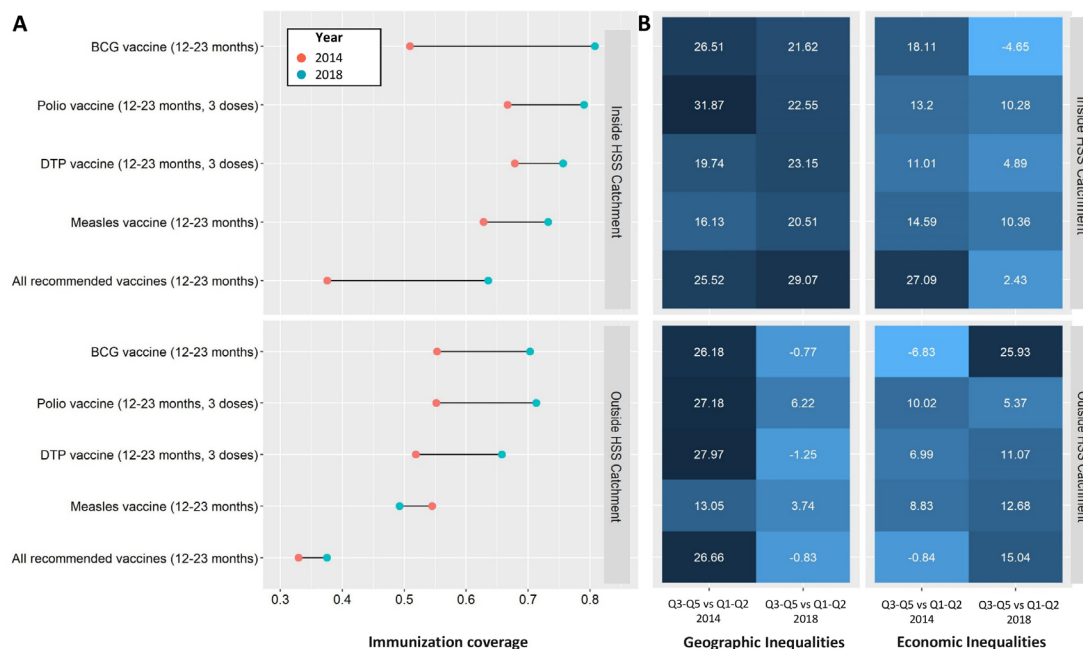 A
B
Year
2014
2018
BCG vaccine (12-23 months)
Polio vaccine (12-23 months, 3 doses)
DTP vaccine (12-23 months, 3 doses)
Measles vaccine (12-23 months)
All recommended vaccines (12-23 months)
Inside HSS Catchment
26.51 21.62 18.11 -4.65
31.87 22.55 13.2 10.28
19.74 23.15 11.01 4.89
16.13 20.51 14.59 10.36
25.52 29.07 27.09 2.43
Inside HSS Catchment
BCG vaccine (12-23 months)
Polio vaccine (12-23 months, 3 doses)
DTP vaccine (12-23 months, 3 doses)
Measles vaccine (12-23 months)
All recommended vaccines (12-23 months)
Outside HSS Catchment
26.18 -0.77 -6.83 25.93
27.18 6.22 10.02 5.37
27.97 -1.25 6.99 11.07
13.05 3.74 8.83 12.68
26.66 -0.83 -0.84 15.04
Outside HSS Catchment
0.3 0.4 0.5 0.6 0.7 0.8
Immunization coverage
Q3-Q5 vs Q1-Q2 Q3-Q5 vs Q1-Q2
2014 2018
Geographic Inequalities
Q3-Q5 vs Q1-Q2 Q3-Q5 vs Q1-Q2
2014 2018
Economic Inequalities